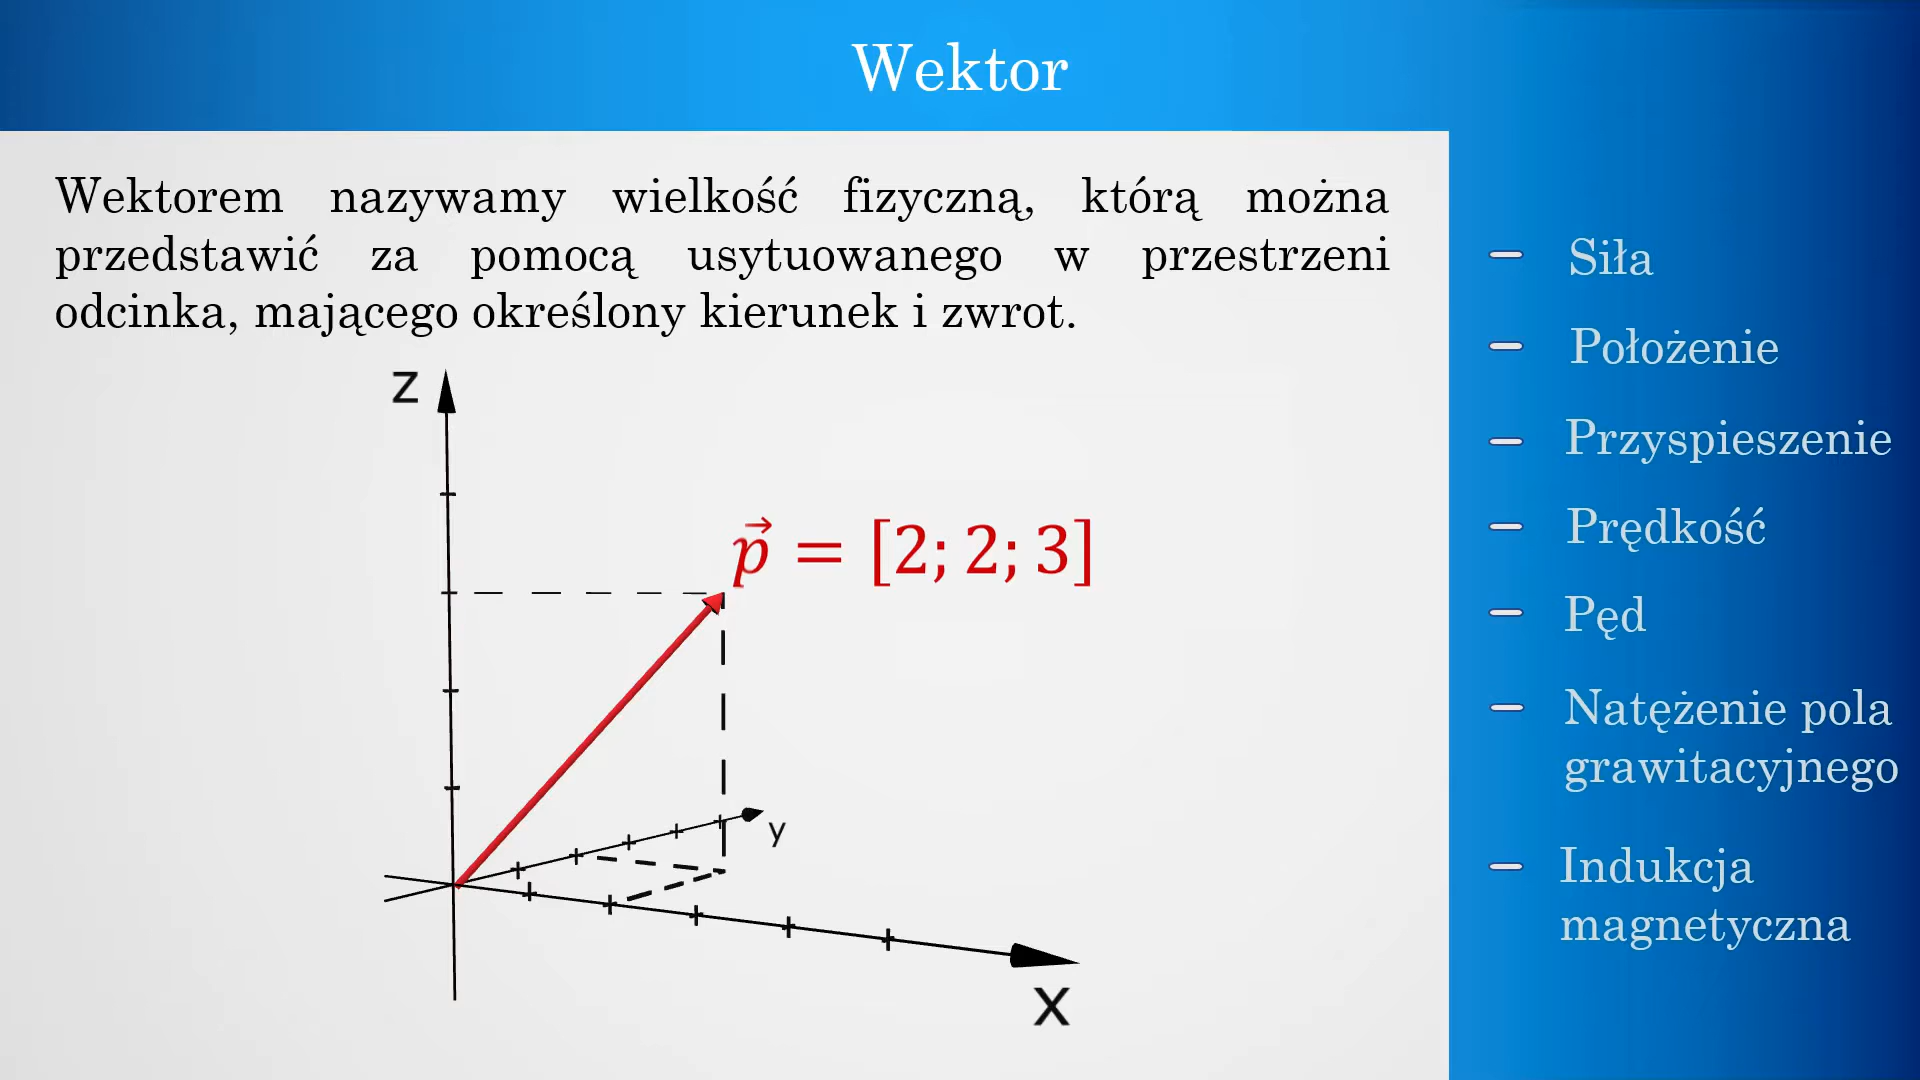 Wektor
Wektorem nazywamy wielkość fizyczną, którą można
przedstawić za pomocą usytuowanego w przestrzeni
odcinka, mającego określony kierunek i zwrot.
z
p⃗ = [2; 2; 3]
y
x
– Siła
– Położenie
– Przyspieszenie
– Prędkość
– Pęd
– Natężenie pola
grawitacyjnego
– Indukcja
magnetyczna